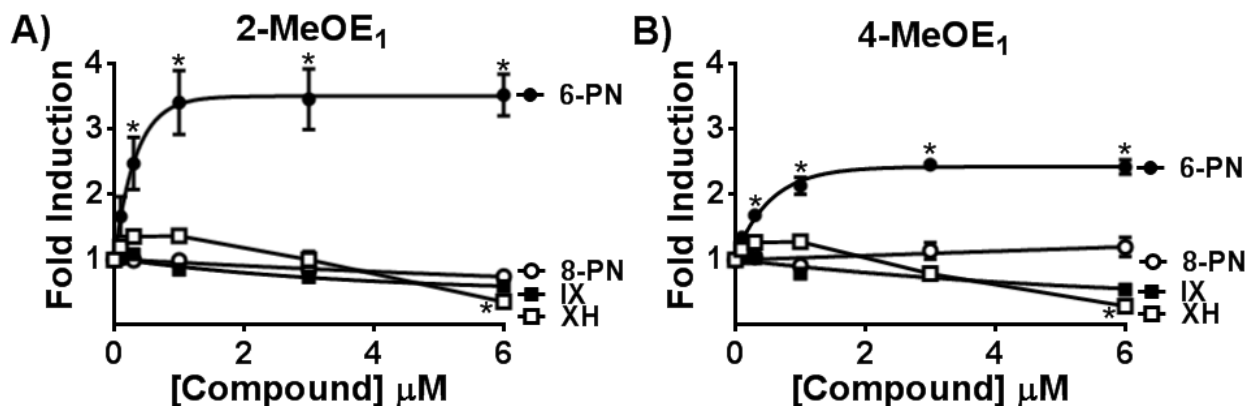 A)
2-MeOE₁
Fold Induction
4
3
2
1
*
*
*
*
*
6-PN
8-PN
IX
XH
0
2
4
6
[Compound] μM
B)
4-MeOE₁
Fold Induction
4
3
2
1
*
*
*
*
*
6-PN
8-PN
IX
XH
0
2
4
6
[Compound] μM